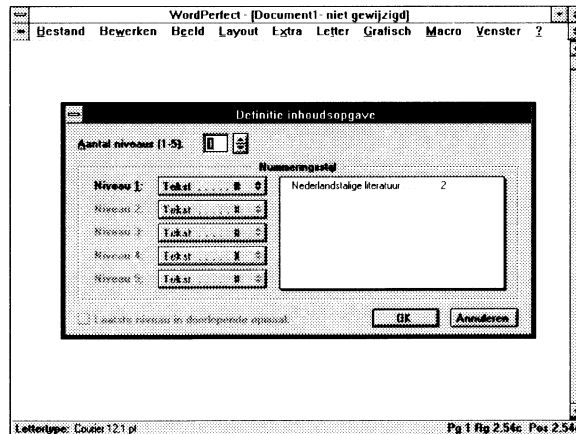 WordPerfect - [Document1- niet gewijzigd]
Bestand Bewerken Beeld Layout Extra Letter Grafisch Macro Venster ?
Definitie inhoudsopgave
Aantal niveaus (1-5):
Nummeringsstijl
Niveau 1: Tekst ..... # Nederlandstalige literatuur 2
Niveau 2: Tekst ..... #
Niveau 3: Tekst ..... #
Niveau 4: Tekst ..... #
Niveau 5: Tekst ..... #
Laatste niveau in doorlopende opmaak
OK Annuleren
Lettertype: Courier 12,1 pt Pg 1 Rg 2.54c Pos 2.54